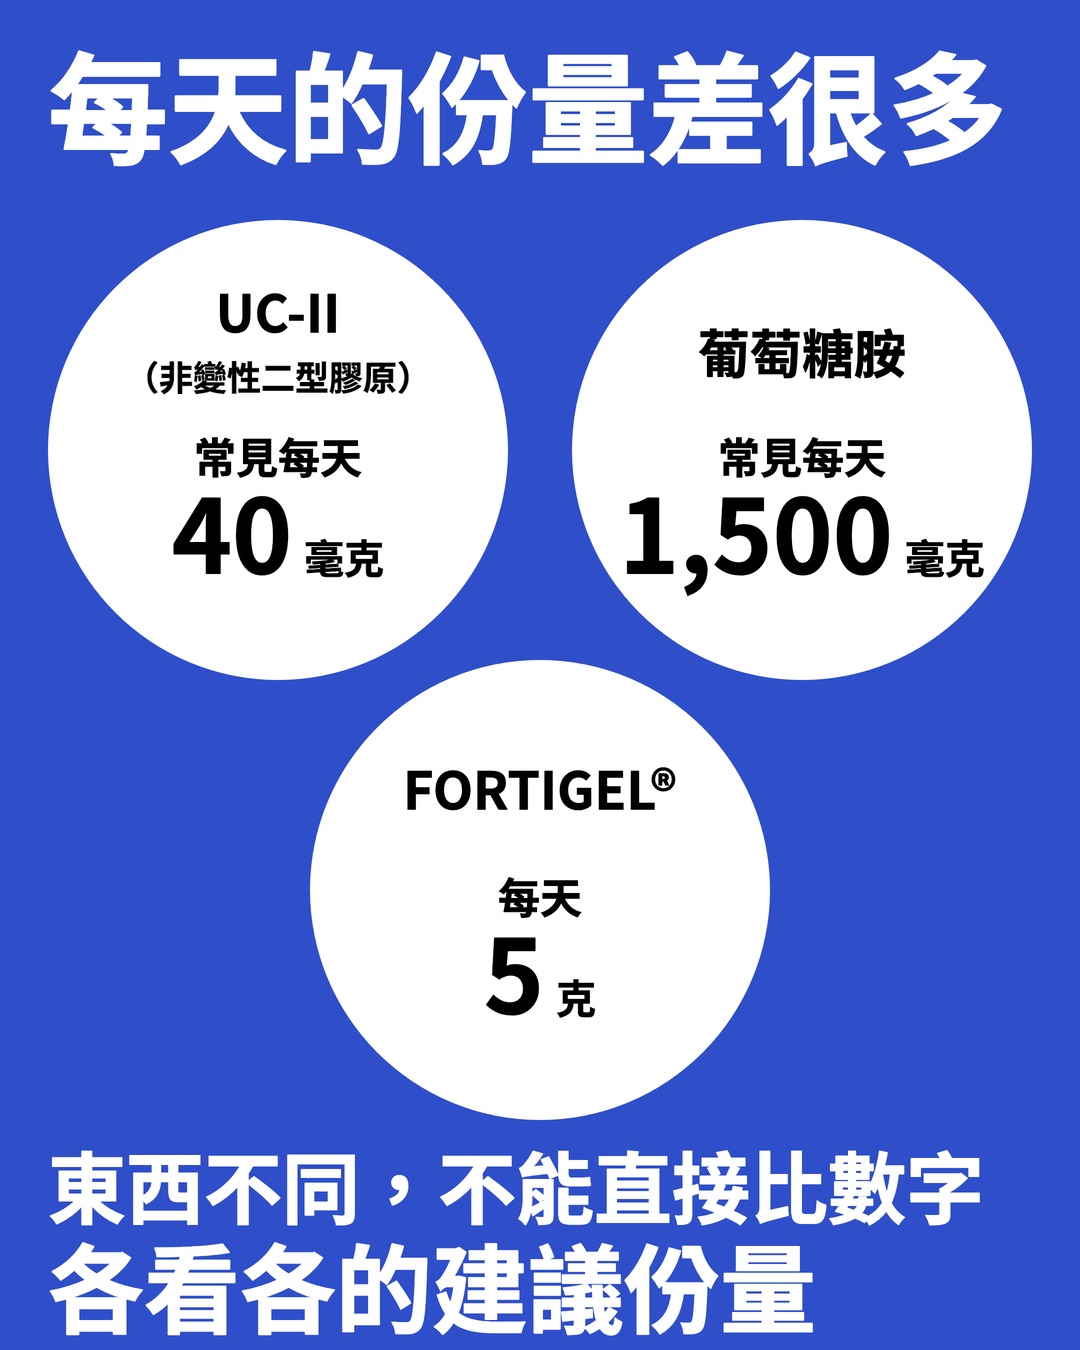 每天的份量差很多
UC-II
（非變性二型膠原）
常見每天
40 毫克
葡萄糖胺
常見每天
1,500 毫克
FORTIGEL®
每天
5 克
東西不同，不能直接比數字
各看各的建議份量